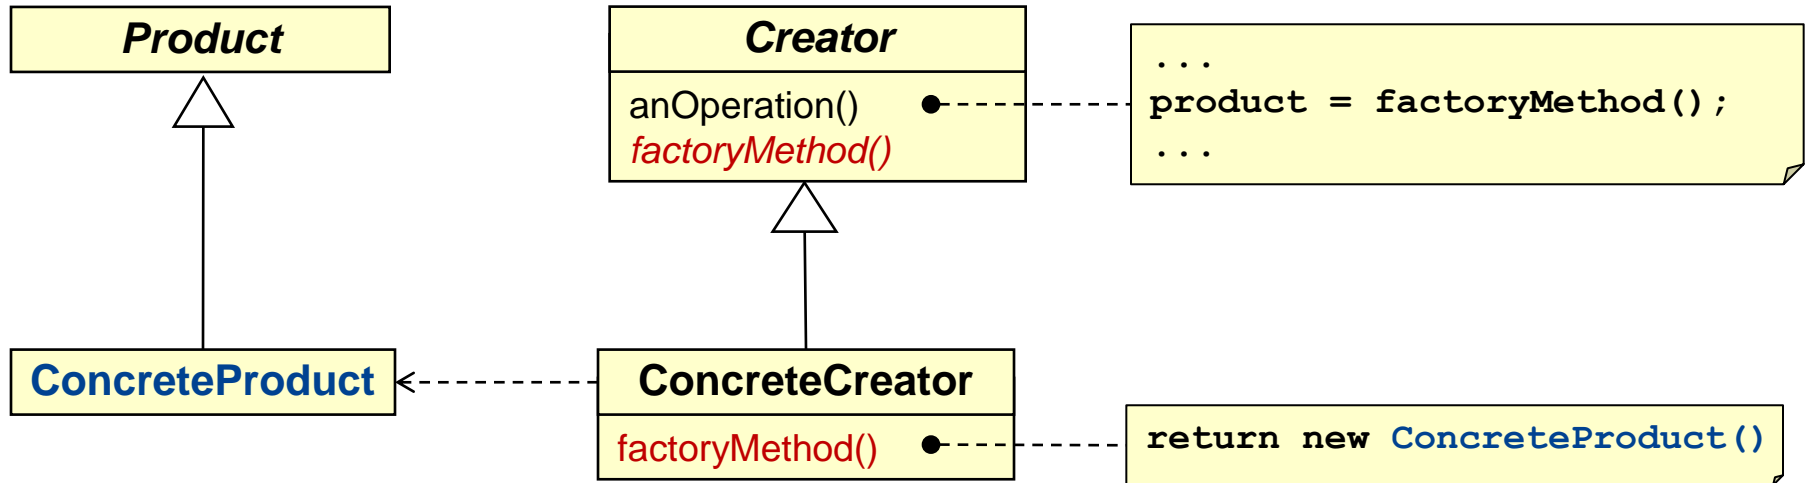 Product
Creator
anOperation()
factoryMethod()
...
product = factoryMethod();
...
ConcreteProduct
ConcreteCreator
factoryMethod()
return new ConcreteProduct()